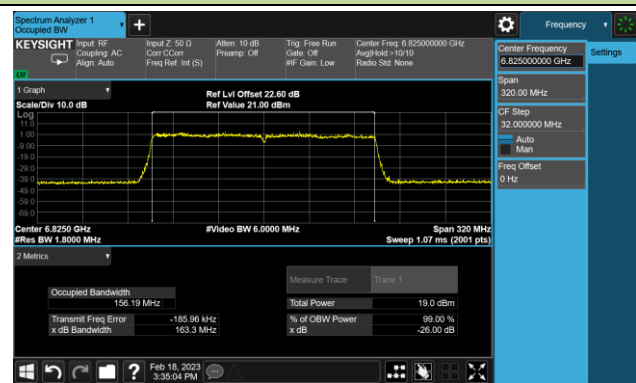 Spectrum Analyzer 1
Occupied BW
Frequency
KEYSIGHT
Input: RF
Coupling: AC
Align: Auto
Input Z: 50 Ω
Corr CCorr
Freq Ref: Int (S)
Atten: 10 dB
Preamp: Off
Trig: Free Run
Gate: Off
#IF Gain: Low
Center Freq: 6.825000000 GHz
Avg|Hold:>10/10
Radio Std: None
LXI
Center Frequency
6.825000000 GHz
Settings
Span
320.00 MHz
CF Step
32.000000 MHz
Auto
Man
Freq Offset
0 Hz
1 Graph
Scale/Div 10.0 dB
Ref Lvl Offset 22.60 dB
Ref Value 21.00 dBm
Log
11.0
1.00
-9.00
-19.0
-29.0
-39.0
-49.0
-59.0
-69.0
Center 6.8250 GHz
#Res BW 1.8000 MHz
#Video BW 6.0000 MHz
Span 320 MHz
Sweep 1.07 ms (2001 pts)
2 Metrics
Measure Trace
Trace 1
Occupied Bandwidth
156.19 MHz
Total Power
19.0 dBm
Transmit Freq Error
-185.96 kHz
% of OBW Power
99.00 %
x dB Bandwidth
163.3 MHz
x dB
-26.00 dB
?
Feb 18, 2023
3:35:04 PM